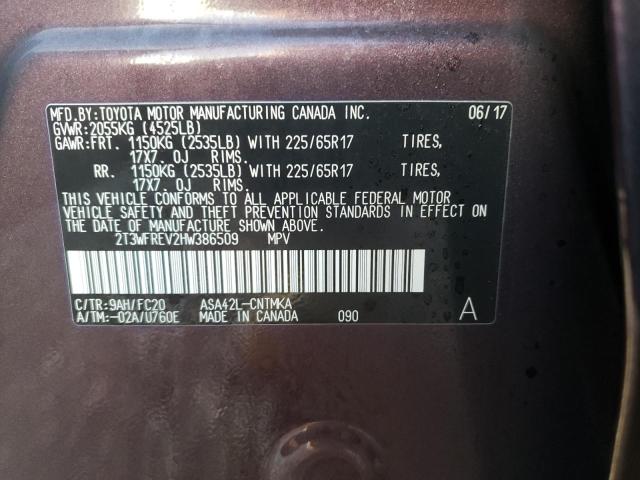 MFD.BY:TOYOTA MOTOR MANUFACTURING CANADA INC. 06/17
GVWR:2055KG (4525LB)
GAWR:FRT. 1150KG (2535LB) WITH 225/65R17 TIRES,
17X7. 0J RIMS.
RR. 1150KG (2535LB) WITH 225/65R17 TIRES,
17X7. 0J RIMS.
THIS VEHICLE CONFORMS TO ALL APPLICABLE FEDERAL MOTOR
VEHICLE SAFETY AND THEFT PREVENTION STANDARDS IN EFFECT ON
THE DATE OF MANUFACTURE SHOWN ABOVE.
2T3WFREV2HW386509 MPV
C/TR:9AH/FC20 ASA42L-CNTMKA
A/TM:-02A/U760E MADE IN CANADA 090 A